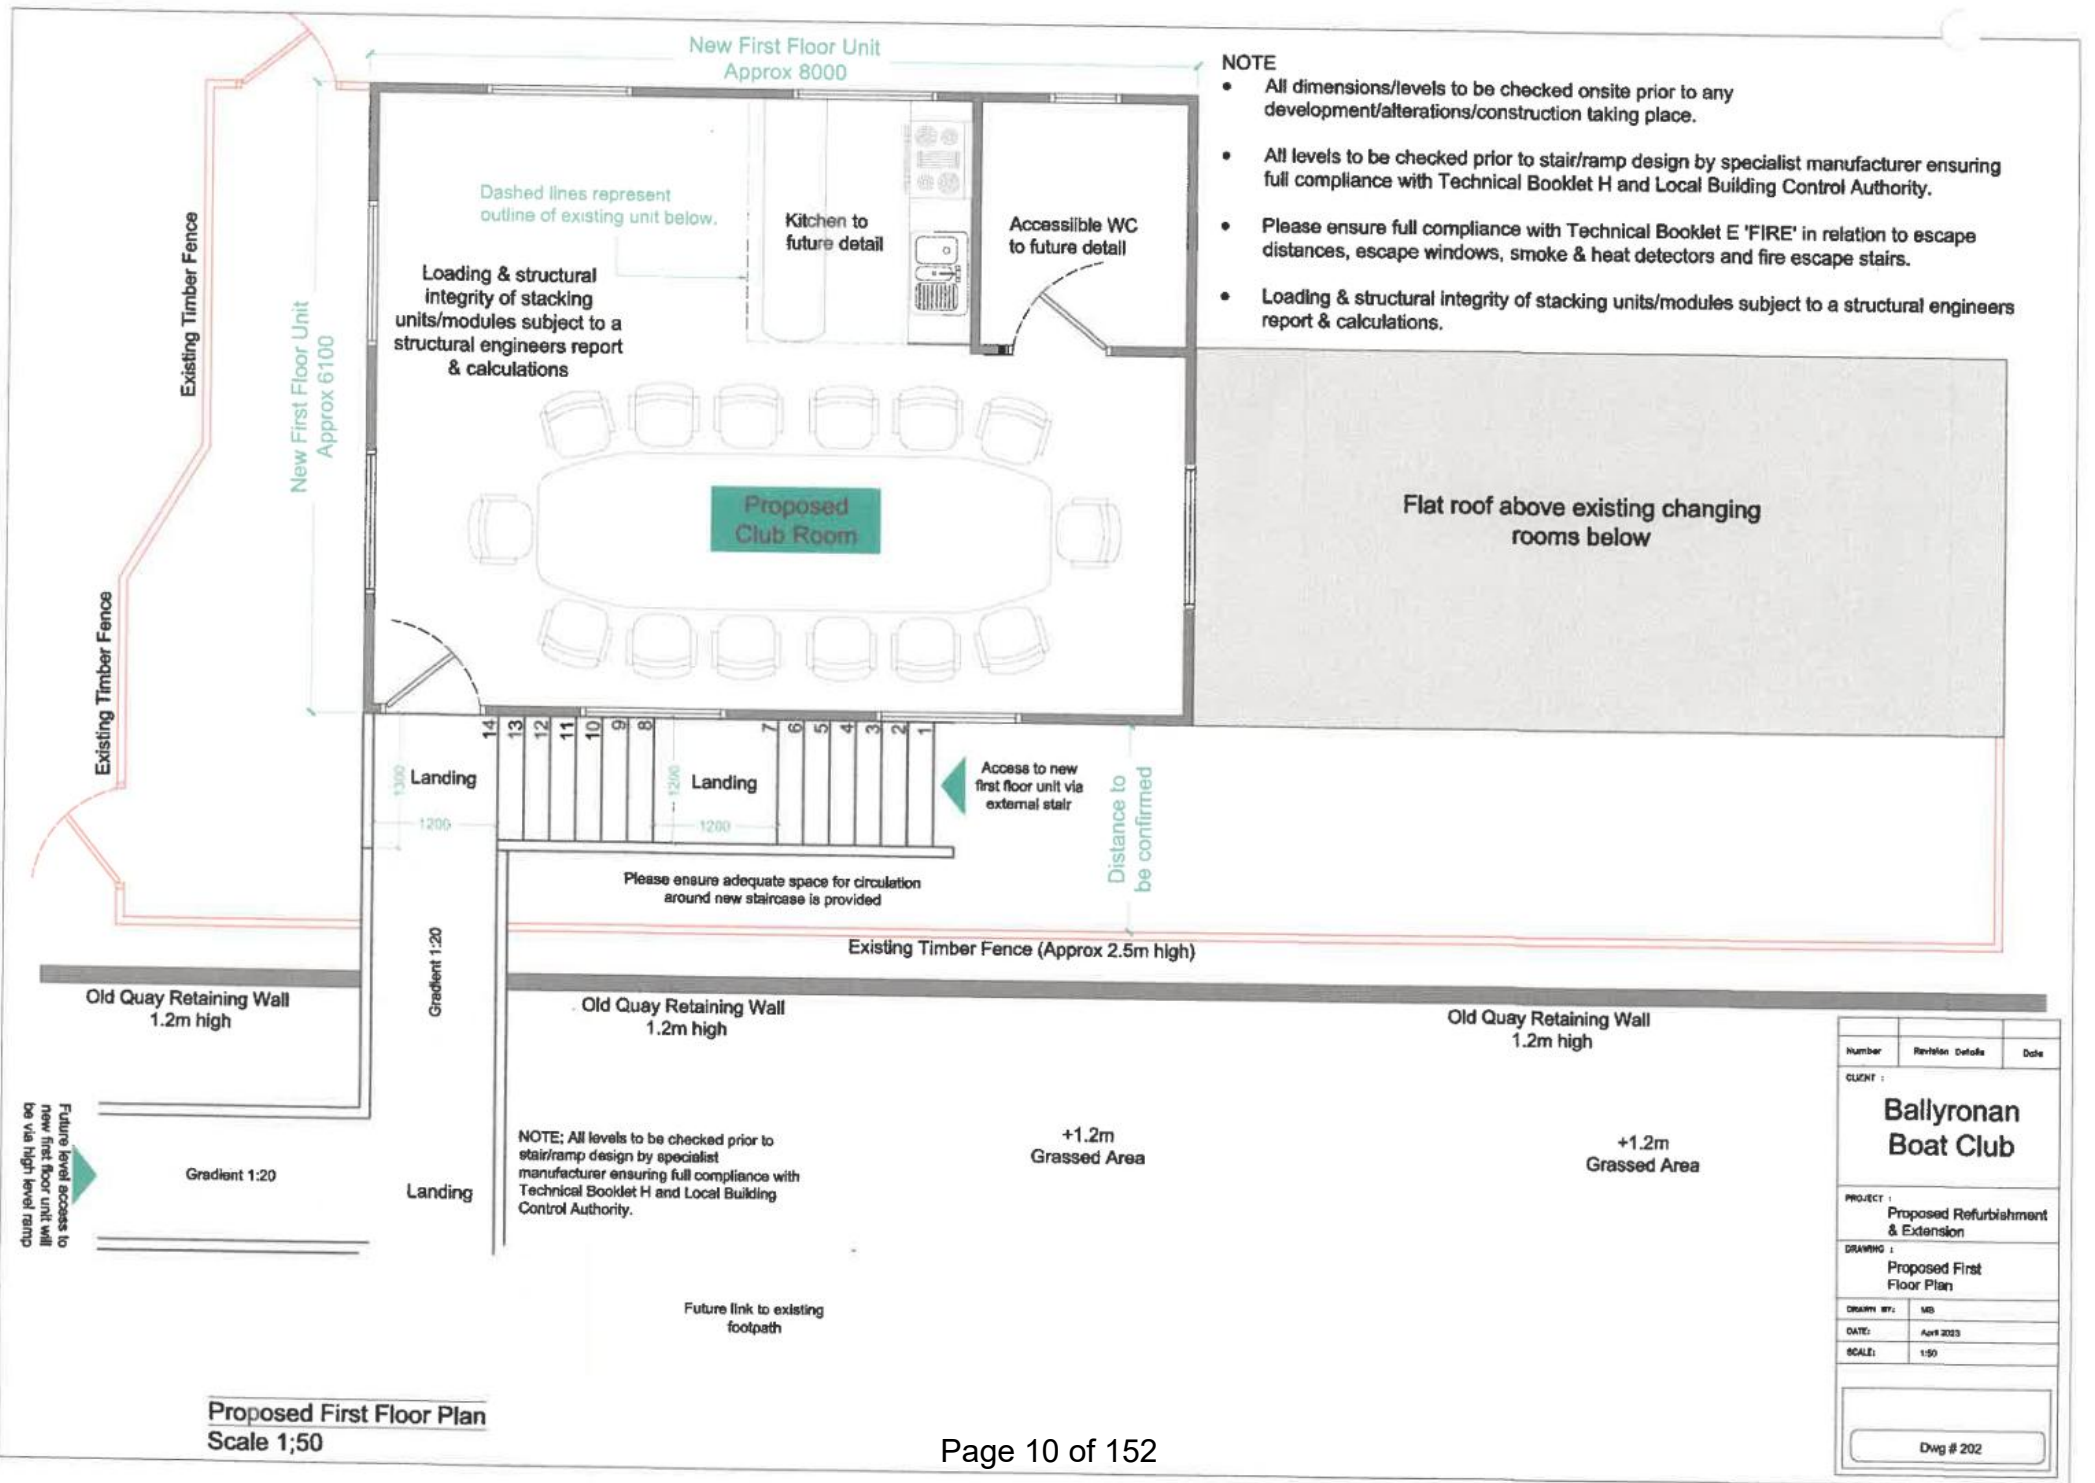 New First Floor Unit
Approx 8000
NOTE
• All dimensions/levels to be checked onsite prior to any
development/alterations/construction taking place.
• All levels to be checked prior to stair/ramp design by specialist manufacturer ensuring
full compliance with Technical Booklet H and Local Building Control Authority.
• Please ensure full compliance with Technical Booklet E 'FIRE' in relation to escape
distances, escape windows, smoke & heat detectors and fire escape stairs.
• Loading & structural integrity of stacking units/modules subject to a structural engineers
report & calculations.
Existing Timber Fence
Existing Timber Fence
New First Floor Unit
Approx 6100
Dashed lines represent
outline of existing unit below.
Loading & structural
integrity of stacking
units/modules subject to a
structural engineers report
& calculations
Kitchen to
future detail
Accessiible WC
to future detail
Proposed
Club Room
Flat roof above existing changing
rooms below
14
13
12
11
10
9
8
7
6
5
4
3
2
1
1300
Landing
1200
1200
Landing
1200
Access to new
first floor unit via
external stair
Distance to
be confirmed
Please ensure adequate space for circulation
around new staircase is provided
Existing Timber Fence (Approx 2.5m high)
Gradient 1:20
Old Quay Retaining Wall
1.2m high
Old Quay Retaining Wall
1.2m high
Old Quay Retaining Wall
1.2m high
Future level access to
new first floor unit will
be via high level ramp
Gradient 1:20
Landing
NOTE; All levels to be checked prior to
stair/ramp design by specialist
manufacturer ensuring full compliance with
Technical Booklet H and Local Building
Control Authority.
+1.2m
Grassed Area
+1.2m
Grassed Area
Future link to existing
footpath
Number Revision Details Date
CLIENT :
Ballyronan
Boat Club
PROJECT :
Proposed Refurbishment
& Extension
DRAWING :
Proposed First
Floor Plan
DRAWN BY: MB
DATE: April 2023
SCALE: 1:50
Dwg # 202
Proposed First Floor Plan
Scale 1;50
Page 10 of 152